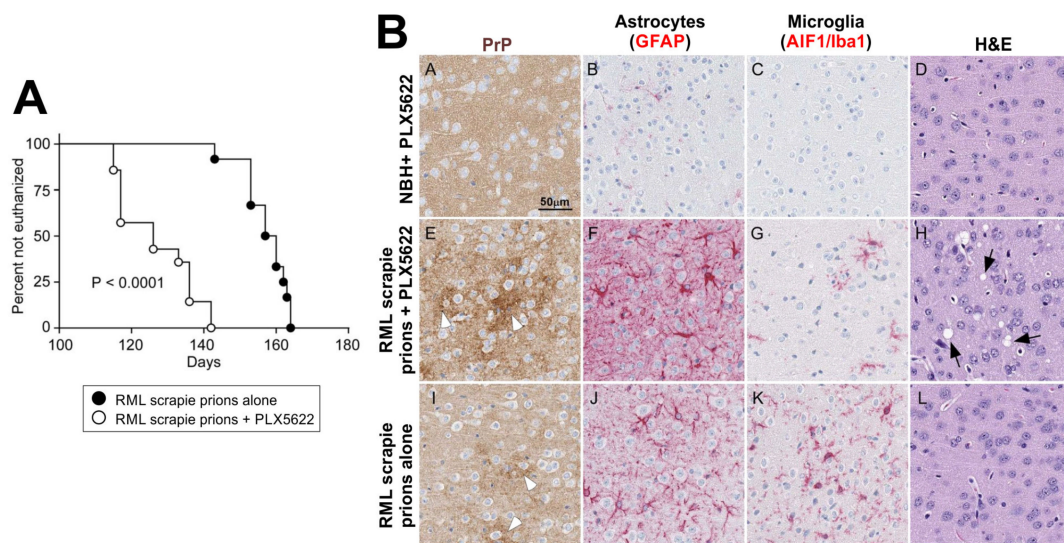 A
Percent not euthanized
100
75
50
25
0
P < 0.0001
100 120 140 160 180
Days
RML scrapie prions alone
RML scrapie prions + PLX5622
B
PrP
Astrocytes
(GFAP)
Microglia
(AIF1/Iba1)
H&E
NBH+ PLX5622
A
B
C
D
50µm
RML scrapie
prions + PLX5622
E
F
G
H
RML scrapie
prions alone
I
J
K
L